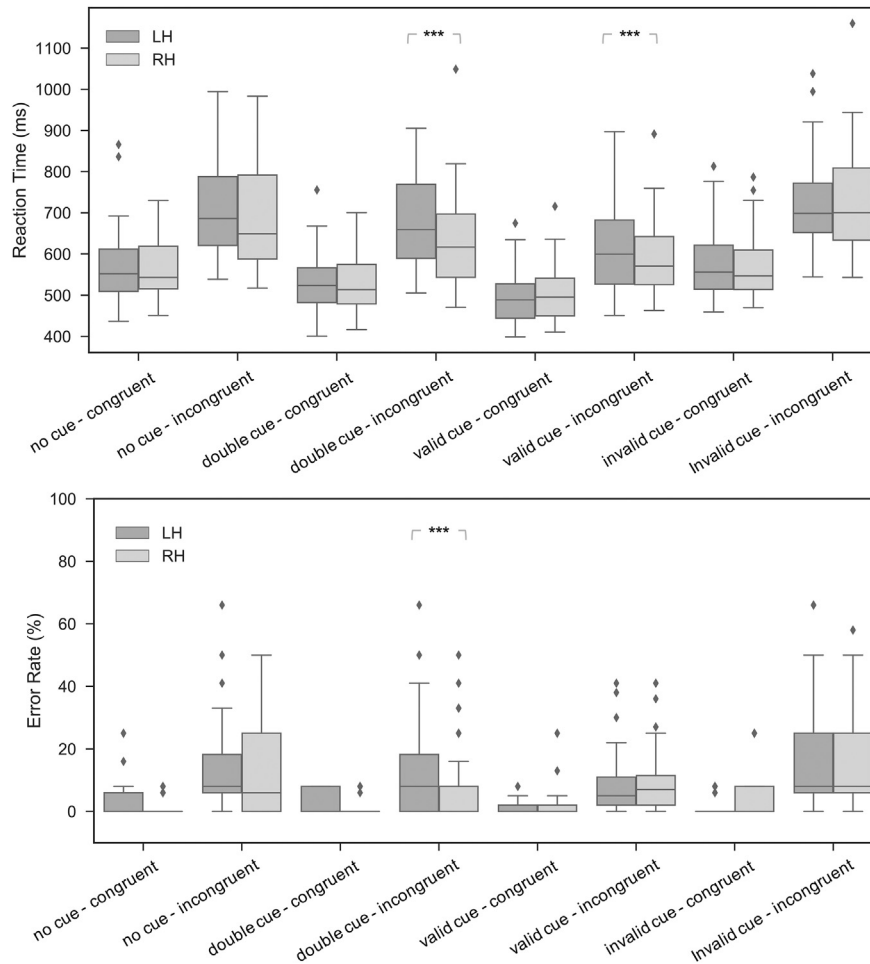 LH
RH
***
***
1100
1000
900
800
700
600
500
400
Reaction Time (ms)
no cue - congruent
no cue - incongruent
double cue - congruent
double cue - incongruent
valid cue - congruent
valid cue - incongruent
invalid cue - congruent
Invalid cue - incongruent
LH
RH
***
100
80
60
40
20
0
Error Rate (%)
no cue - congruent
no cue - incongruent
double cue - congruent
double cue - incongruent
valid cue - congruent
valid cue - incongruent
invalid cue - congruent
Invalid cue - incongruent